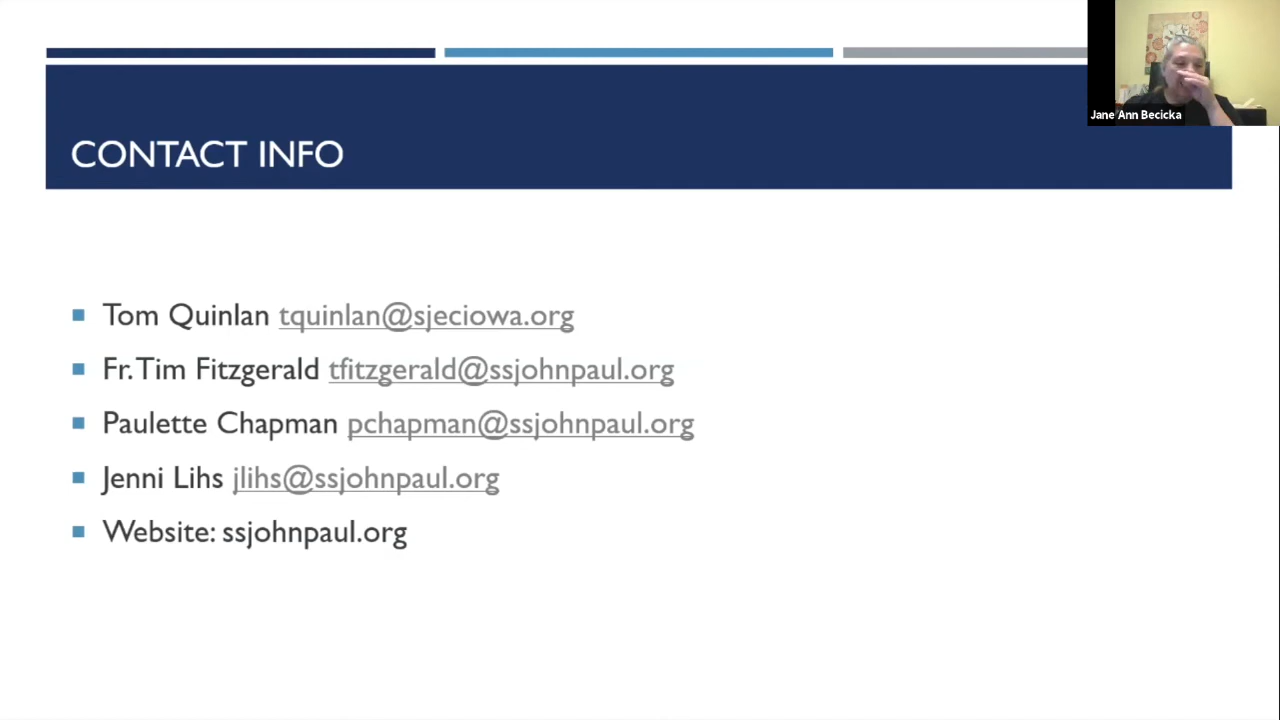 CONTACT INFO
Jane Ann Becicka
Tom Quinlan tquinlan@sjeciowa.org
Fr. Tim Fitzgerald tfitzgerald@ssjohnpaul.org
Paulette Chapman pchapman@ssjohnpaul.org
Jenni Lihs jlihs@ssjohnpaul.org
Website: ssjohnpaul.org